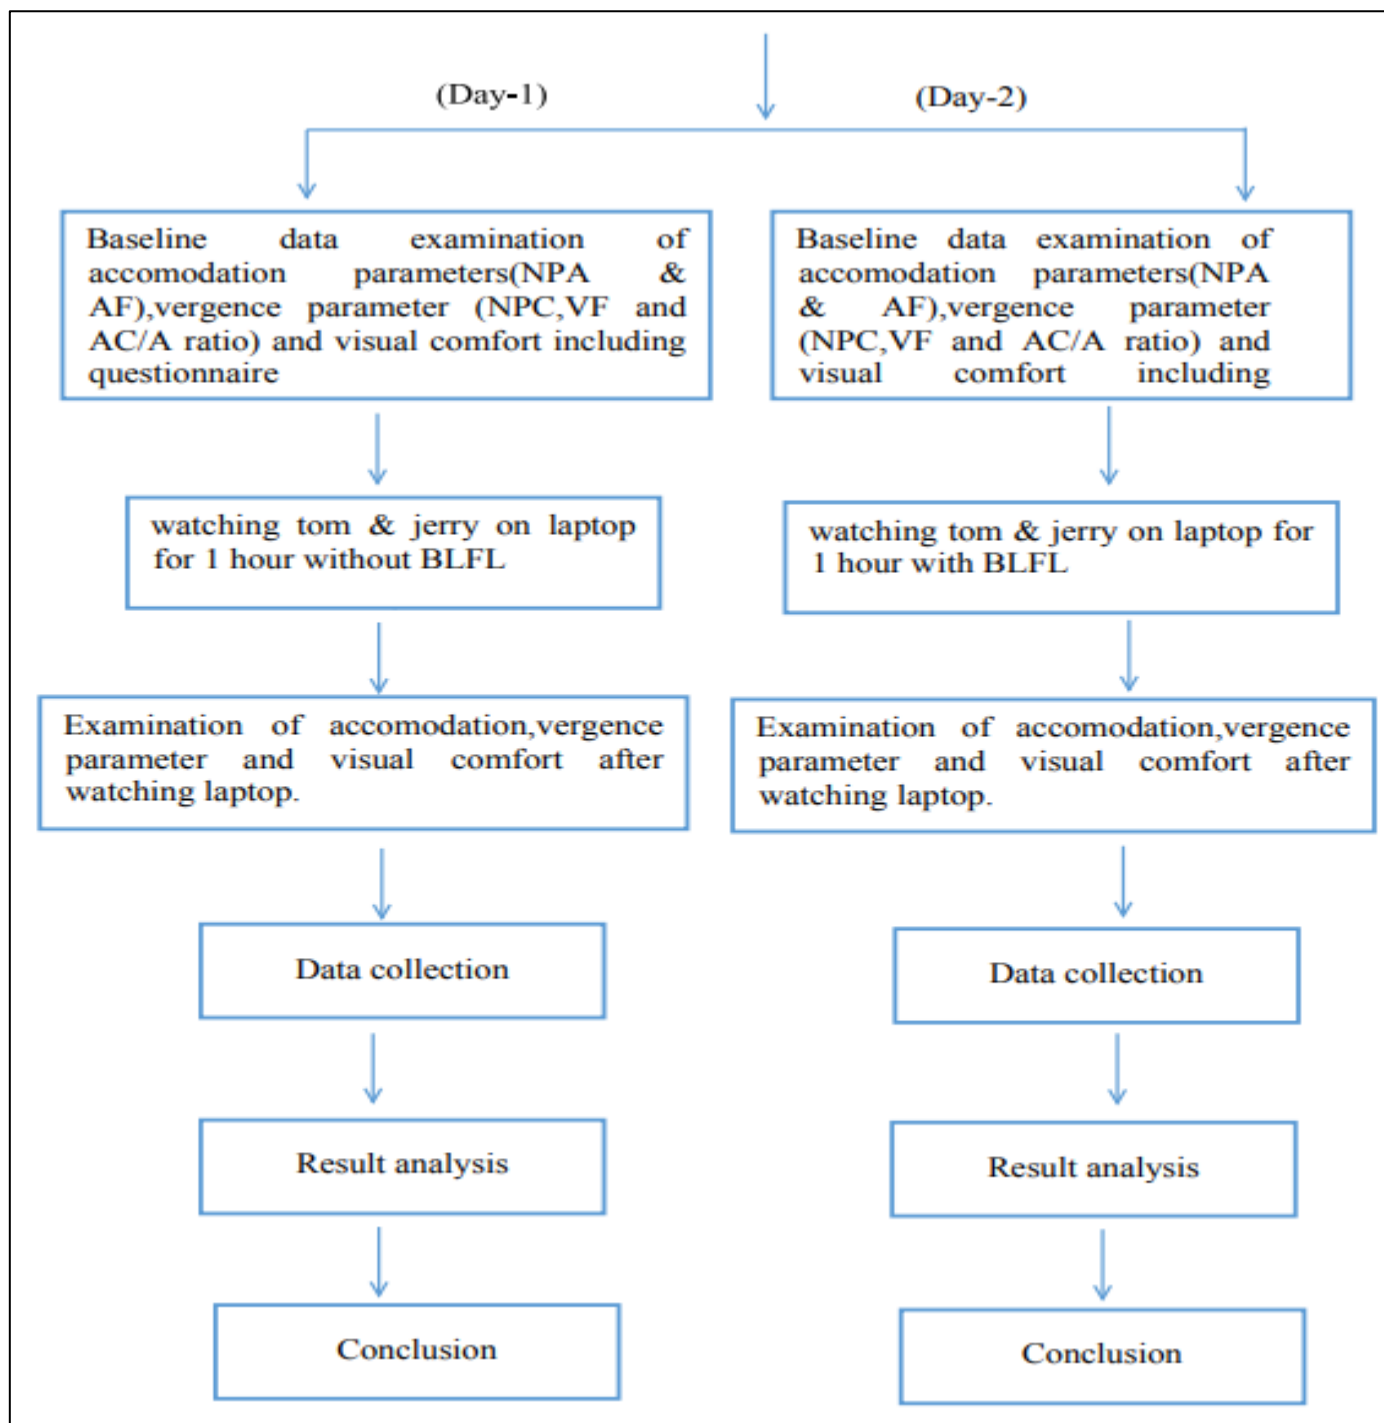 (Day-1)
(Day-2)
Baseline data examination of
accomodation parameters(NPA &
AF),vergence parameter (NPC,VF and
AC/A ratio) and visual comfort including
questionnaire
Baseline data examination of
accomodation parameters(NPA
& AF),vergence parameter
(NPC,VF and AC/A ratio) and
visual comfort including
watching tom & jerry on laptop
for 1 hour without BLFL
watching tom & jerry on laptop for
1 hour with BLFL
Examination of accomodation,vergence
parameter and visual comfort after
watching laptop.
Examination of accomodation,vergence
parameter and visual comfort after
watching laptop.
Data collection
Data collection
Result analysis
Result analysis
Conclusion
Conclusion